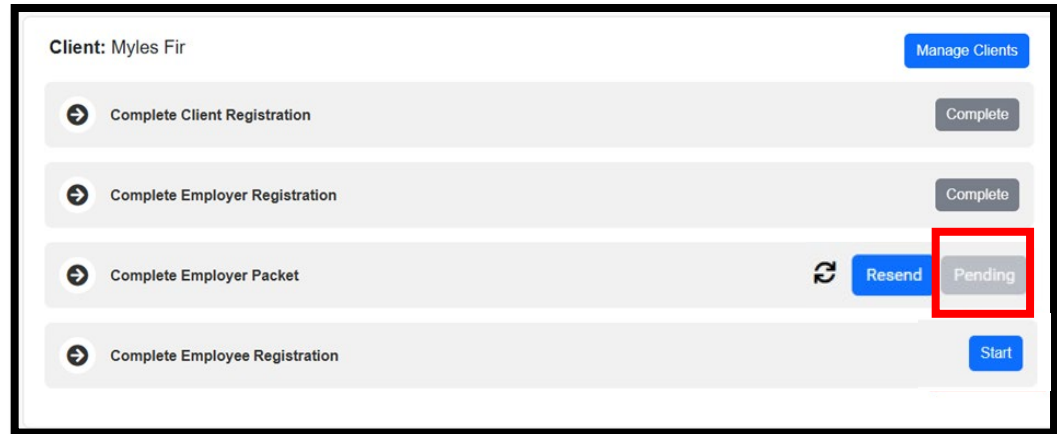 Client: Myles Fir
Manage Clients
Complete Client Registration
Complete
Complete Employer Registration
Complete
Complete Employer Packet
Resend
Pending
Complete Employee Registration
Start